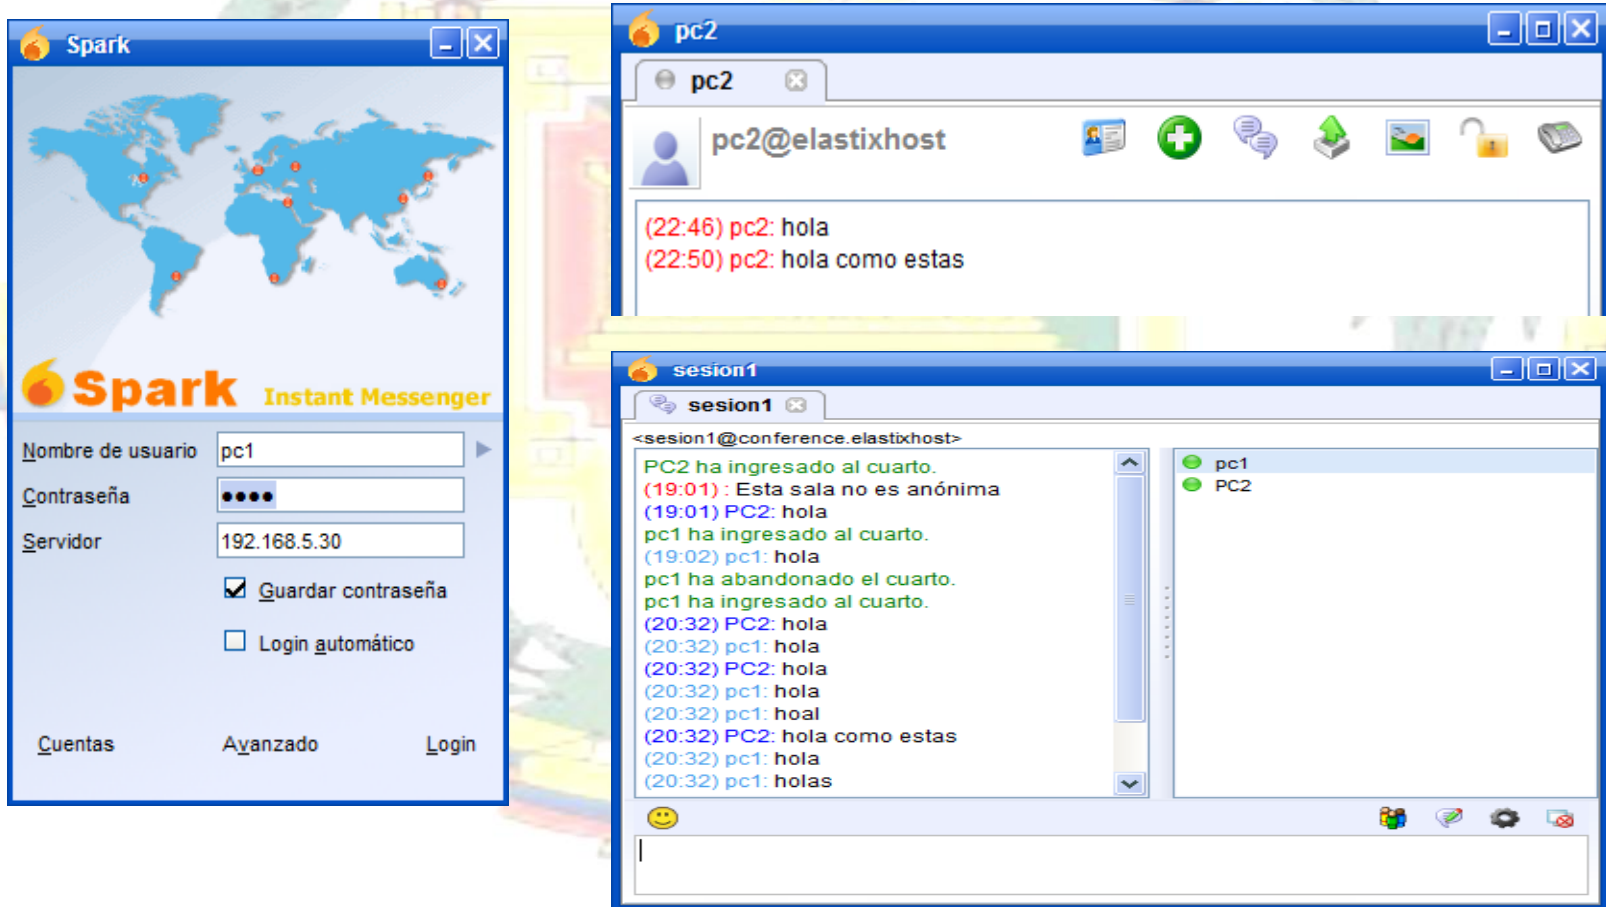 Spark
Spark Instant Messenger
Nombre de usuario pc1
Contraseña ●●●●
Servidor 192.168.5.30
Guardar contraseña
Login automático
Cuentas Avanzado Login
pc2
pc2
pc2@elastixhost
(22:46) pc2: hola
(22:50) pc2: hola como estas
sesion1
sesion1
<sesion1@conference.elastixhost>
PC2 ha ingresado al cuarto.
(19:01) : Esta sala no es anónima
(19:01) PC2: hola
pc1 ha ingresado al cuarto.
(19:02) pc1: hola
pc1 ha abandonado el cuarto.
pc1 ha ingresado al cuarto.
(20:32) PC2: hola
(20:32) pc1: hola
(20:32) PC2: hola
(20:32) pc1: hola
(20:32) pc1: hoal
(20:32) PC2: hola como estas
(20:32) pc1: hola
(20:32) pc1: holas
pc1
PC2